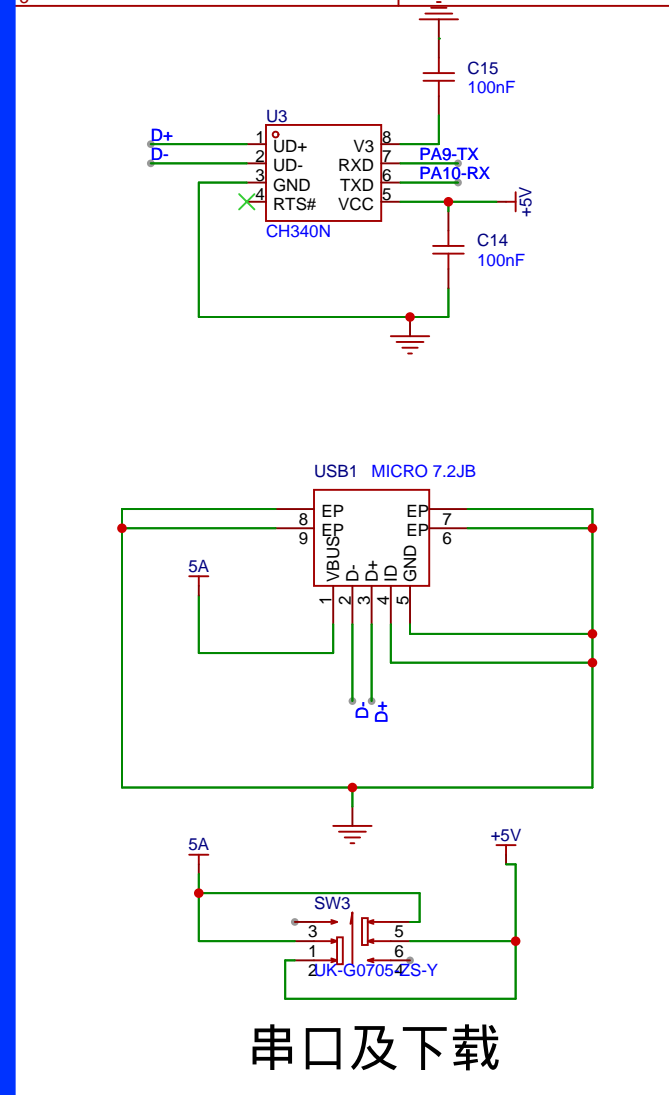 C15
100nF
U3
D+ 1 UD+ V3 8
D- 2 UD- RXD 7 PA9-TX
3 GND TXD 6 PA10-RX
4 RTS# VCC 5 +5V
CH340N
C14
100nF
USB1 MICRO 7.2JB
8 EP EP 7
9 EP EP 6
5A
VBUS D- D+ ID GND
1 2 3 4 5
D- D+
5A +5V
SW3
3 5
1 6
2 4
UK-G0705-ZS-Y
串口及下载